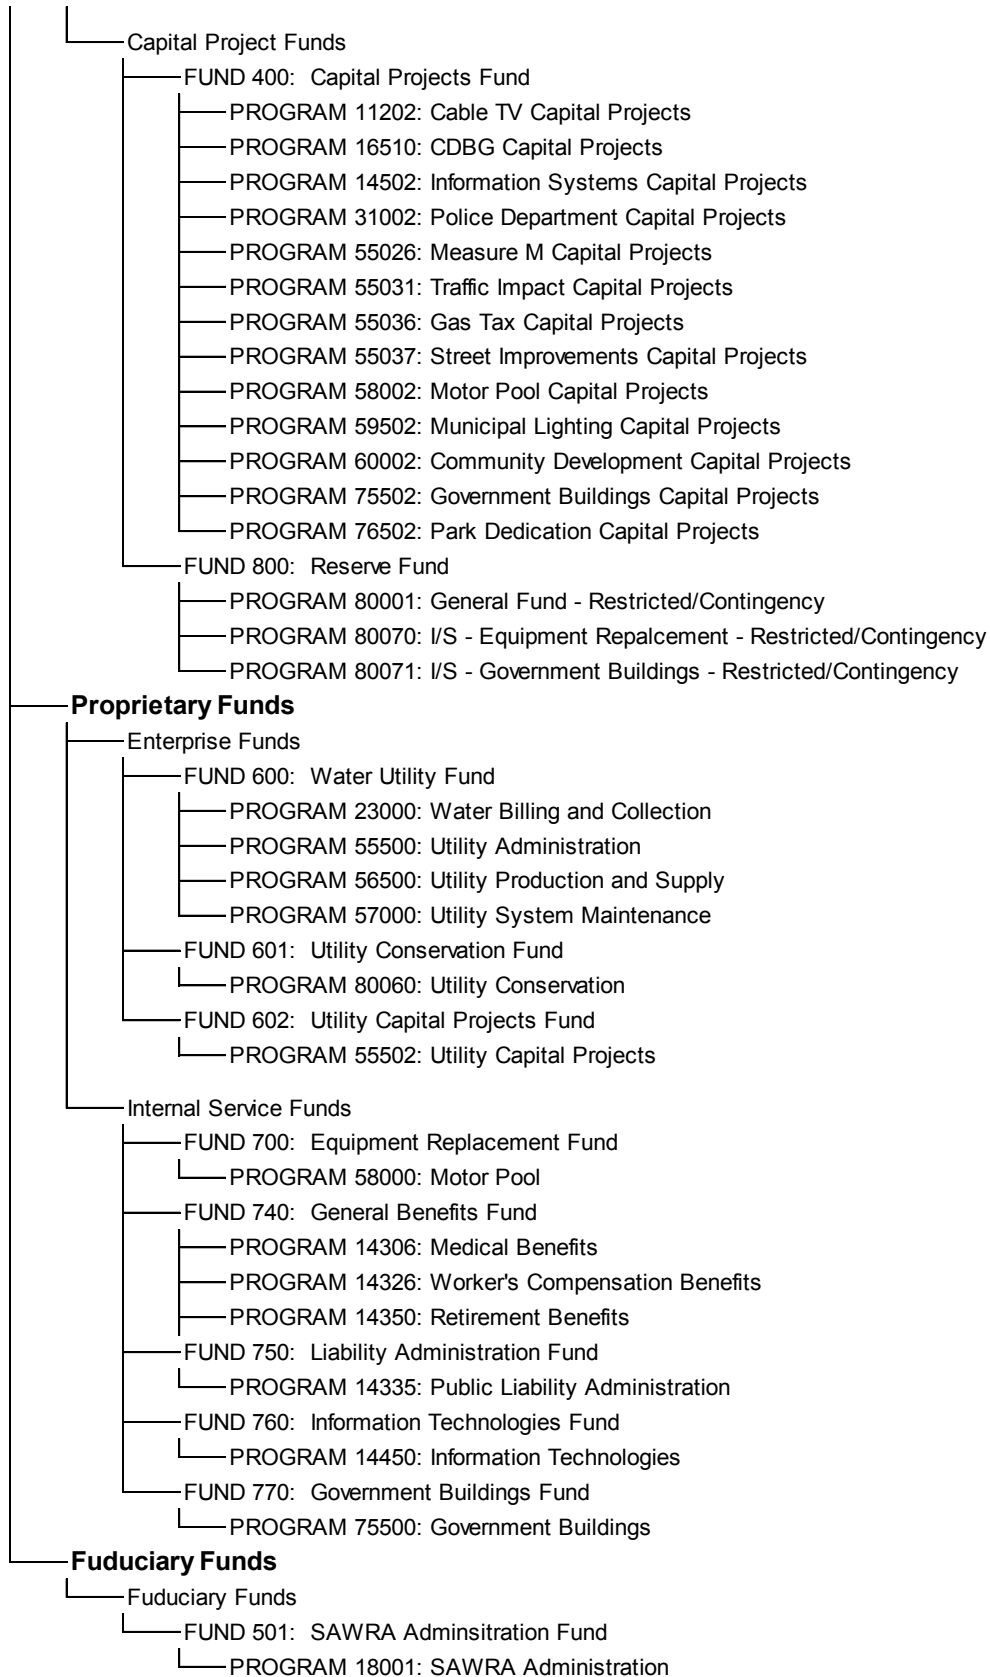 Capital Project Funds
FUND 400: Capital Projects Fund
PROGRAM 11202: Cable TV Capital Projects
PROGRAM 16510: CDBG Capital Projects
PROGRAM 14502: Information Systems Capital Projects
PROGRAM 31002: Police Department Capital Projects
PROGRAM 55026: Measure M Capital Projects
PROGRAM 55031: Traffic Impact Capital Projects
PROGRAM 55036: Gas Tax Capital Projects
PROGRAM 55037: Street Improvements Capital Projects
PROGRAM 58002: Motor Pool Capital Projects
PROGRAM 59502: Municipal Lighting Capital Projects
PROGRAM 60002: Community Development Capital Projects
PROGRAM 75502: Government Buildings Capital Projects
PROGRAM 76502: Park Dedication Capital Projects
FUND 800: Reserve Fund
PROGRAM 80001: General Fund - Restricted/Contingency
PROGRAM 80070: I/S - Equipment Repalcement - Restricted/Contingency
PROGRAM 80071: I/S - Government Buildings - Restricted/Contingency
Proprietary Funds
Enterprise Funds
FUND 600: Water Utility Fund
PROGRAM 23000: Water Billing and Collection
PROGRAM 55500: Utility Administration
PROGRAM 56500: Utility Production and Supply
PROGRAM 57000: Utility System Maintenance
FUND 601: Utility Conservation Fund
PROGRAM 80060: Utility Conservation
FUND 602: Utility Capital Projects Fund
PROGRAM 55502: Utility Capital Projects
Internal Service Funds
FUND 700: Equipment Replacement Fund
PROGRAM 58000: Motor Pool
FUND 740: General Benefits Fund
PROGRAM 14306: Medical Benefits
PROGRAM 14326: Worker's Compensation Benefits
PROGRAM 14350: Retirement Benefits
FUND 750: Liability Administration Fund
PROGRAM 14335: Public Liability Administration
FUND 760: Information Technologies Fund
PROGRAM 14450: Information Technologies
FUND 770: Government Buildings Fund
PROGRAM 75500: Government Buildings
Fuduciary Funds
Fuduciary Funds
FUND 501: SAWRA Adminsitration Fund
PROGRAM 18001: SAWRA Administration